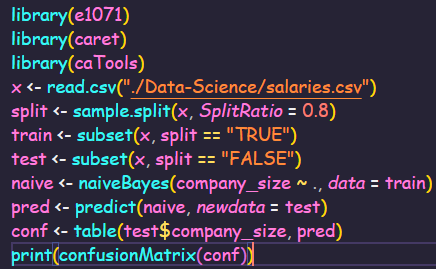 library(e1071)
library(caret)
library(caTools)
x <- read.csv("./Data-Science/salaries.csv")
split <- sample.split(x, SplitRatio = 0.8)
train <- subset(x, split == "TRUE")
test <- subset(x, split == "FALSE")
naive <- naiveBayes(company_size ~ ., data = train)
pred <- predict(naive, newdata = test)
conf <- table(test$company_size, pred)
print(confusionMatrix(conf))